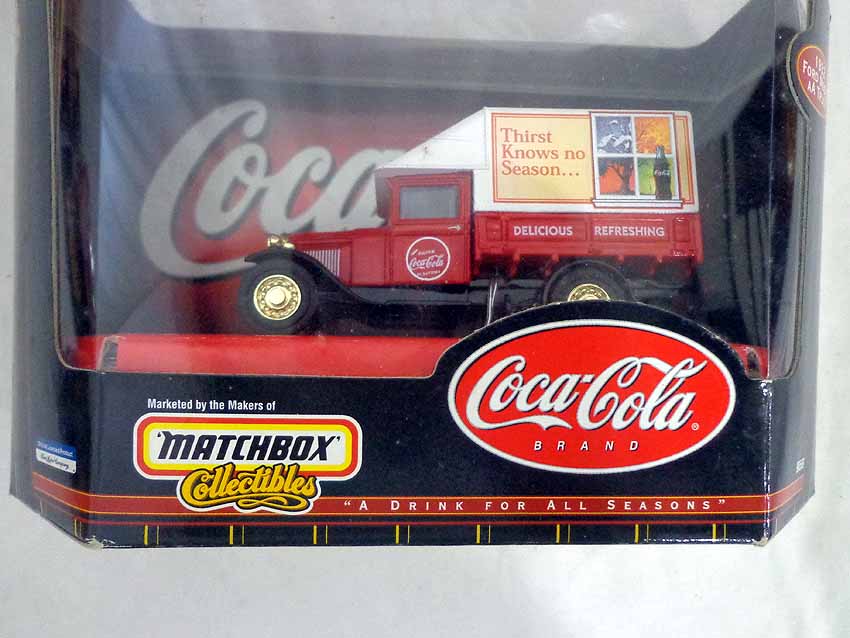 Coca
Thirst
Knows no
Season...
DELICIOUS REFRESHING
Coca-Cola
Marketed by the Makers of
"MATCHBOX"
Collectibles
Coca-Cola®
BRAND
"A DRINK FOR ALL SEASONS"